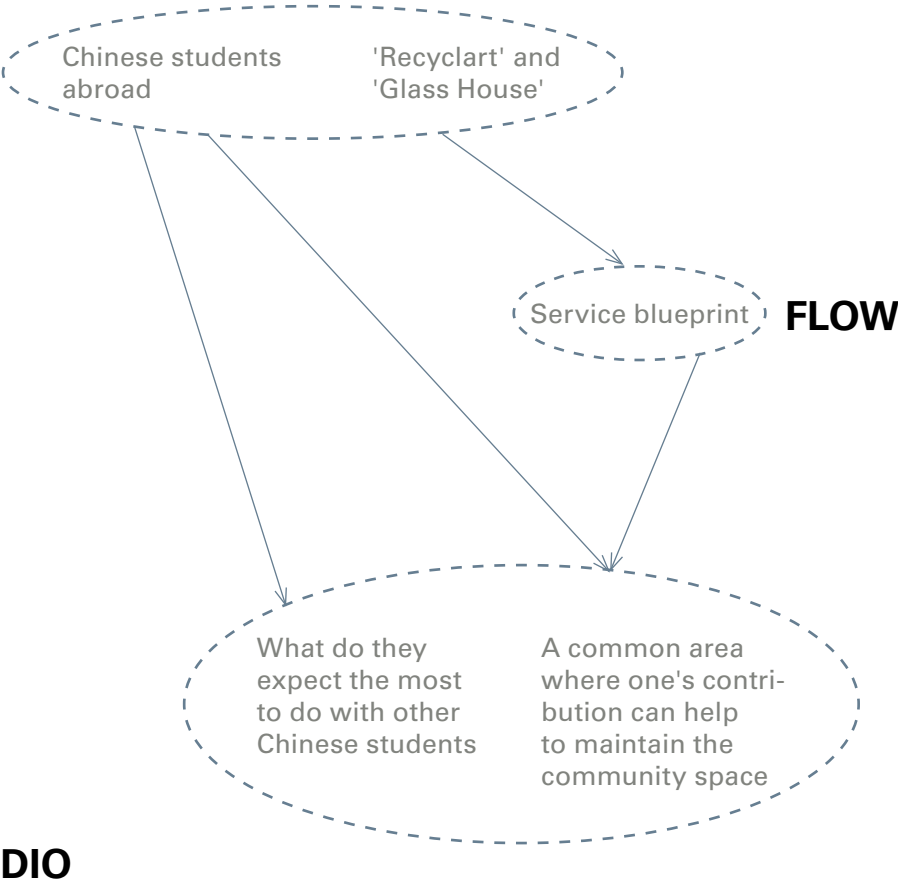 Chinese students
abroad
'Recyclart' and
'Glass House'
Service blueprint
FLOW
What do they
expect the most
to do with other
Chinese students
A common area
where one's contri-
bution can help
to maintain the
community space
DIO